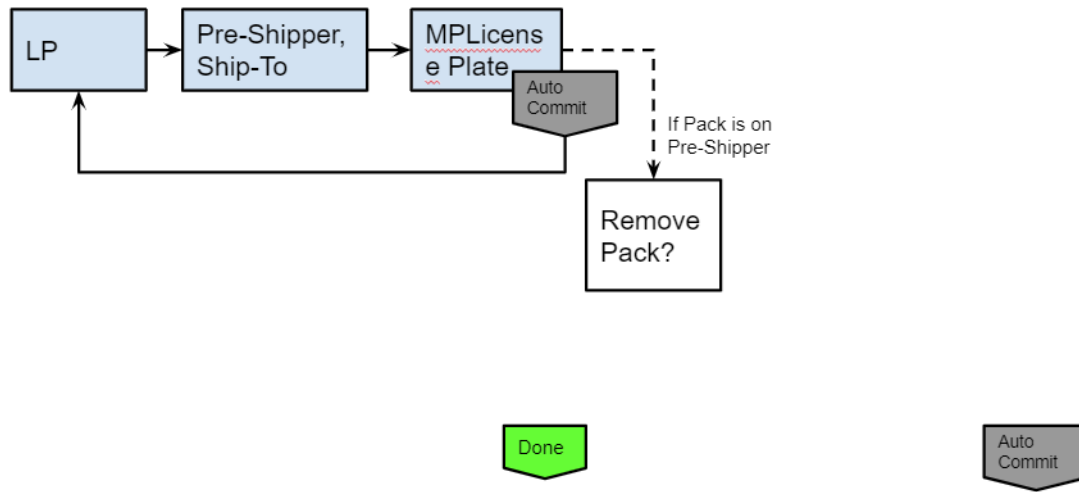 LP
Pre-Shipper,
Ship-To
MPLicens
e Plate
Auto
Commit
If Pack is on
Pre-Shipper
Remove
Pack?
Done
Auto
Commit